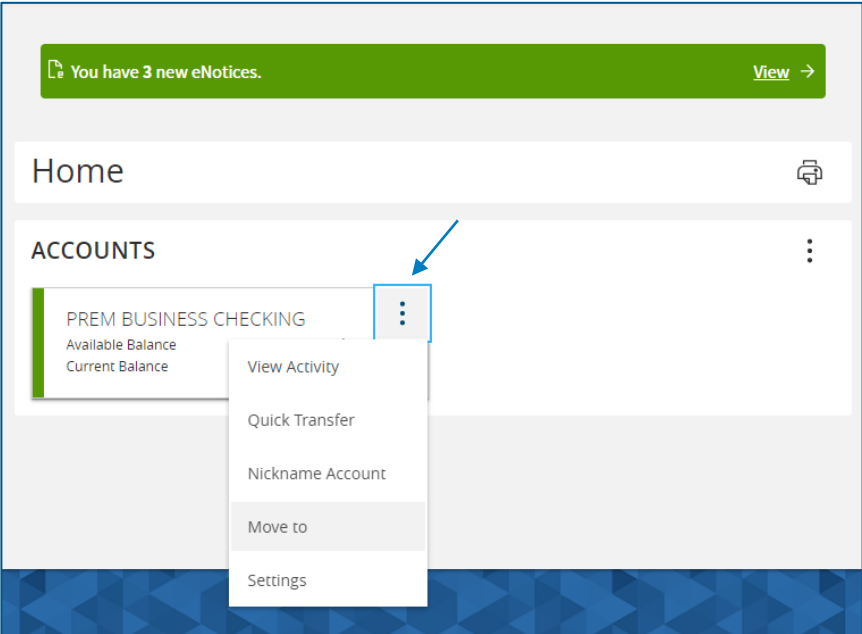 You have 3 new eNotices. View
Home
ACCOUNTS
PREM BUSINESS CHECKING
Available Balance
Current Balance
View Activity
Quick Transfer
Nickname Account
Move to
Settings